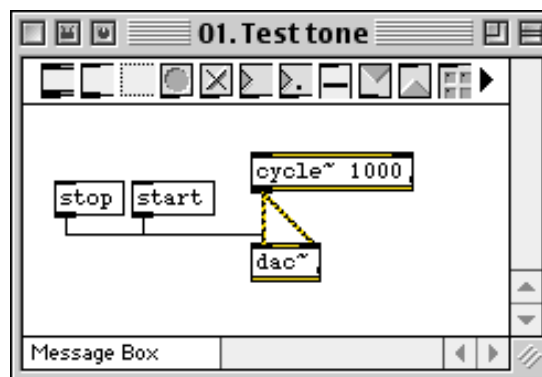 01. Test tone
cycle~ 1000
stop start
dac~
Message Box